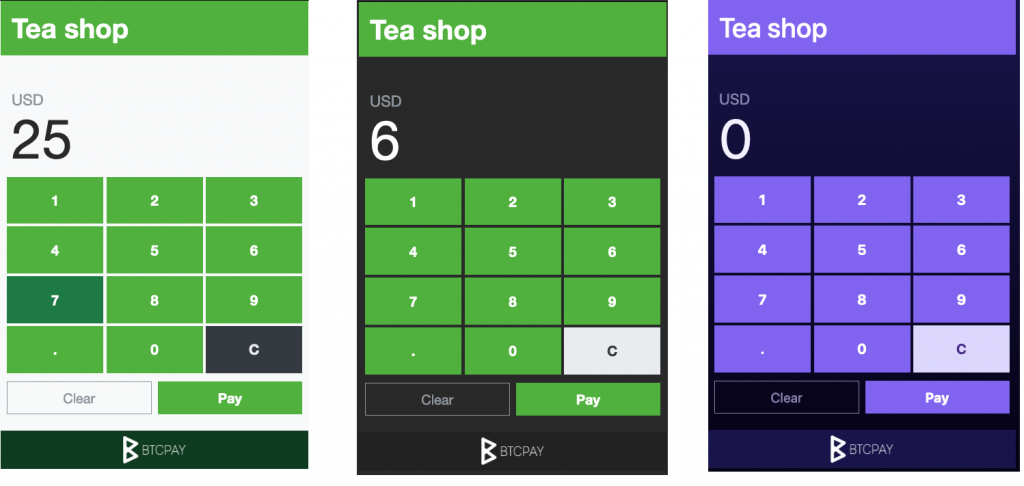 Tea shop
USD
25
1 2 3
4 5 6
7 8 9
. 0 C
Clear Pay
BTCPAY
Tea shop
USD
6
1 2 3
4 5 6
7 8 9
. 0 C
Clear Pay
BTCPAY
Tea shop
USD
0
1 2 3
4 5 6
7 8 9
. 0 C
Clear Pay
BTCPAY